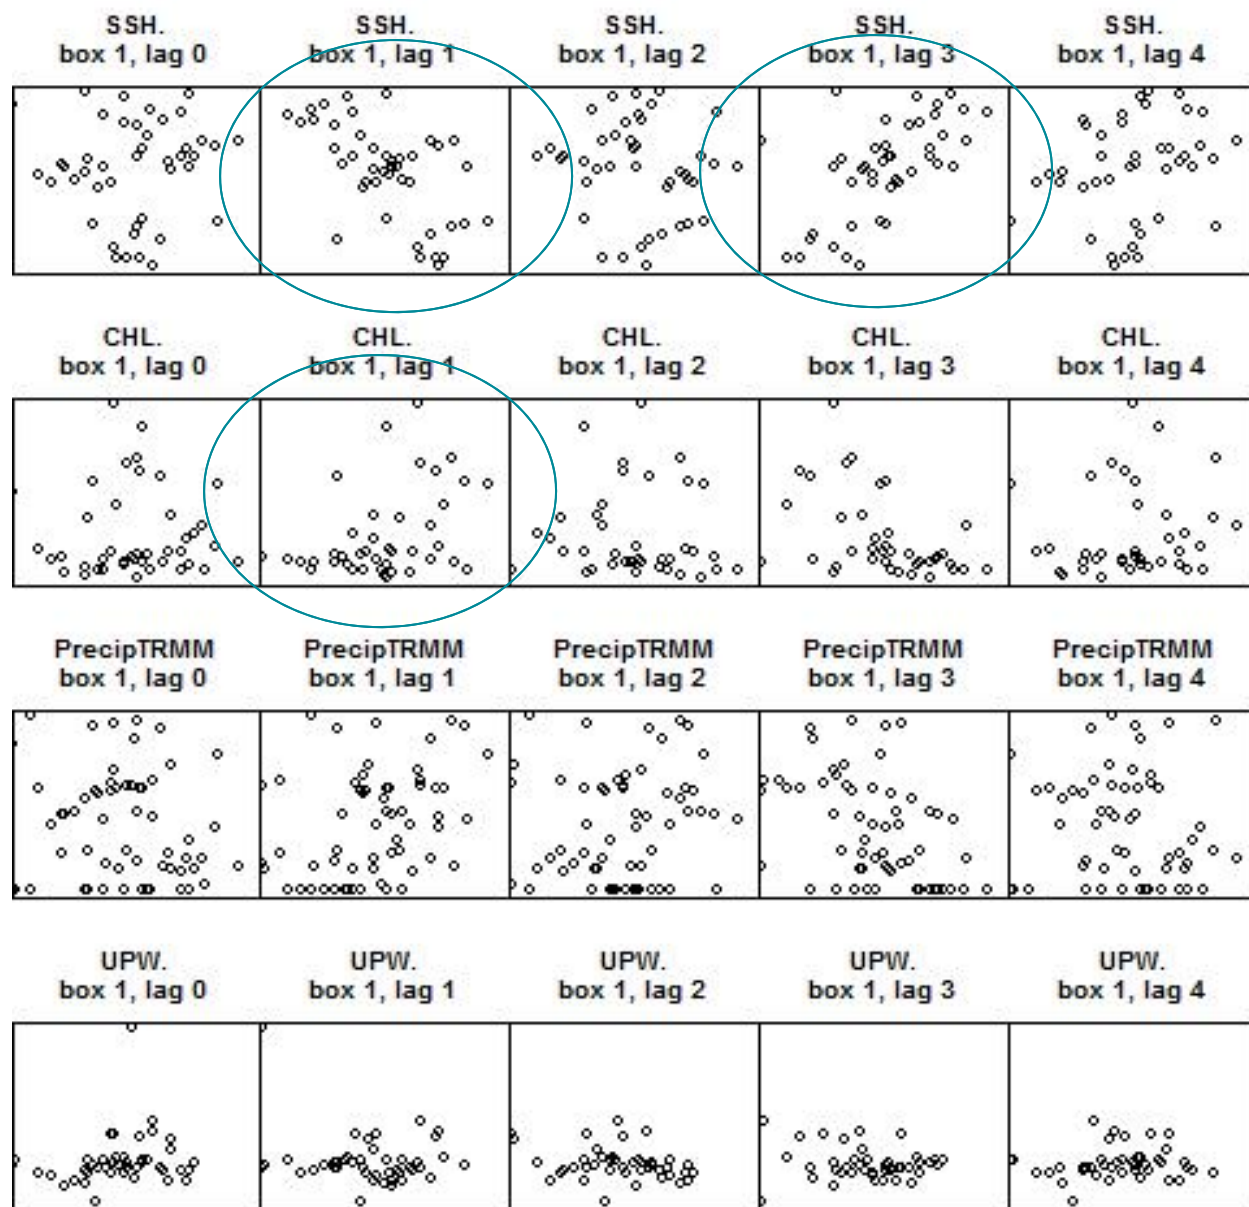 SSH. SSH. SSH. SSH. SSH.
box 1, lag 0 box 1, lag 1 box 1, lag 2 box 1, lag 3 box 1, lag 4
CHL. CHL. CHL. CHL. CHL.
box 1, lag 0 box 1, lag 1 box 1, lag 2 box 1, lag 3 box 1, lag 4
PrecipTRMM PrecipTRMM PrecipTRMM PrecipTRMM PrecipTRMM
box 1, lag 0 box 1, lag 1 box 1, lag 2 box 1, lag 3 box 1, lag 4
UPW. UPW. UPW. UPW. UPW.
box 1, lag 0 box 1, lag 1 box 1, lag 2 box 1, lag 3 box 1, lag 4